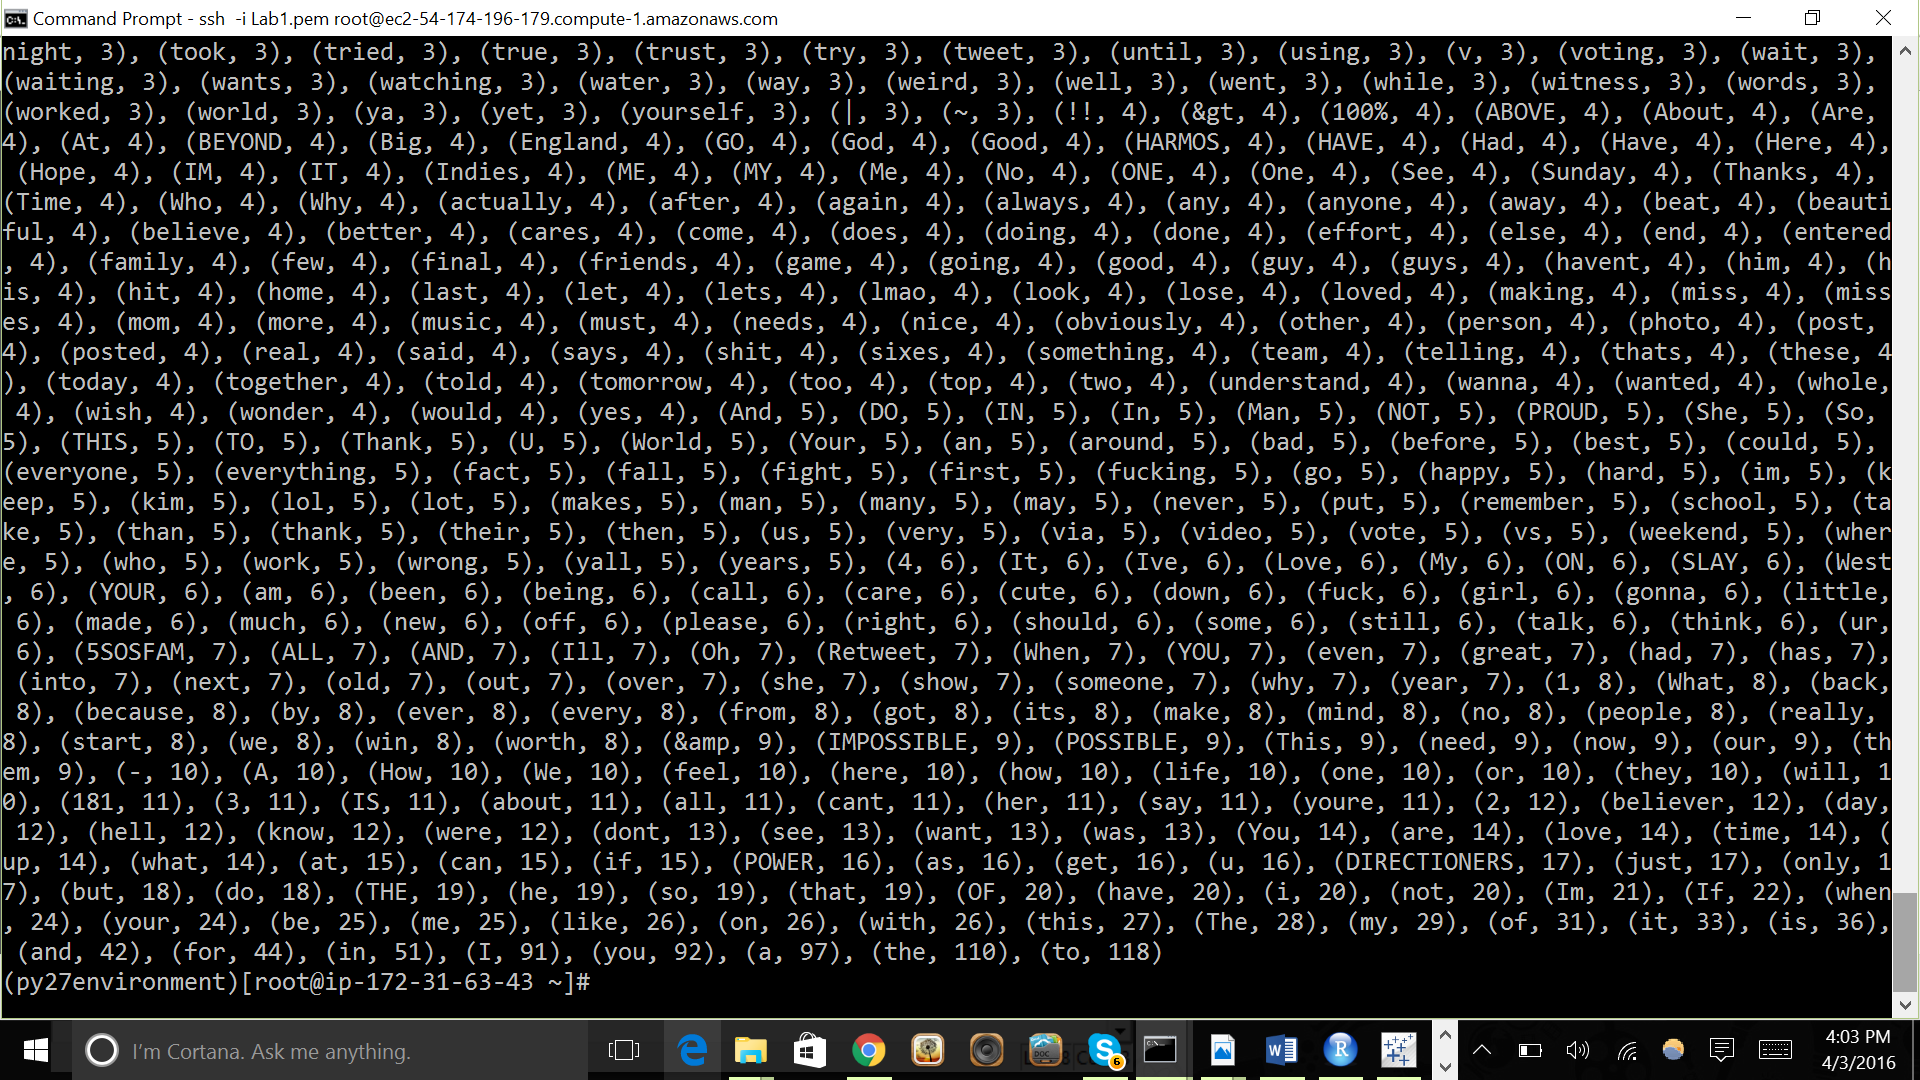 Command Prompt - ssh  -i Lab1.pem root@ec2-54-174-196-179.compute-1.amazonaws.com
night, 3), (took, 3), (tried, 3), (true, 3), (trust, 3), (try, 3), (tweet, 3), (until, 3), (using, 3), (v, 3), (voting, 3), (wait, 3),
(waiting, 3), (wants, 3), (watching, 3), (water, 3), (way, 3), (weird, 3), (well, 3), (went, 3), (while, 3), (witness, 3), (words, 3),
(worked, 3), (world, 3), (ya, 3), (yet, 3), (yourself, 3), (|, 3), (~, 3), (!!, 4), (&gt, 4), (100%, 4), (ABOVE, 4), (About, 4), (Are,
4), (At, 4), (BEYOND, 4), (Big, 4), (England, 4), (GO, 4), (God, 4), (Good, 4), (HARMOS, 4), (HAVE, 4), (Had, 4), (Have, 4), (Here, 4),
(Hope, 4), (IM, 4), (IT, 4), (Indies, 4), (ME, 4), (MY, 4), (Me, 4), (No, 4), (ONE, 4), (One, 4), (See, 4), (Sunday, 4), (Thanks, 4),
(Time, 4), (Who, 4), (Why, 4), (actually, 4), (after, 4), (again, 4), (always, 4), (any, 4), (anyone, 4), (away, 4), (beat, 4), (beauti
ful, 4), (believe, 4), (better, 4), (cares, 4), (come, 4), (does, 4), (doing, 4), (done, 4), (effort, 4), (else, 4), (end, 4), (entered
, 4), (family, 4), (few, 4), (final, 4), (friends, 4), (game, 4), (going, 4), (good, 4), (guy, 4), (guys, 4), (havent, 4), (him, 4), (h
is, 4), (hit, 4), (home, 4), (last, 4), (let, 4), (lets, 4), (lmao, 4), (look, 4), (lose, 4), (loved, 4), (making, 4), (miss, 4), (miss
es, 4), (mom, 4), (more, 4), (music, 4), (must, 4), (needs, 4), (nice, 4), (obviously, 4), (other, 4), (person, 4), (photo, 4), (post,
4), (posted, 4), (real, 4), (said, 4), (says, 4), (shit, 4), (sixes, 4), (something, 4), (team, 4), (telling, 4), (thats, 4), (these, 4
), (today, 4), (together, 4), (told, 4), (tomorrow, 4), (too, 4), (top, 4), (two, 4), (understand, 4), (wanna, 4), (wanted, 4), (whole,
4), (wish, 4), (wonder, 4), (would, 4), (yes, 4), (And, 5), (DO, 5), (IN, 5), (In, 5), (Man, 5), (NOT, 5), (PROUD, 5), (She, 5), (So,
5), (THIS, 5), (TO, 5), (Thank, 5), (U, 5), (World, 5), (Your, 5), (an, 5), (around, 5), (bad, 5), (before, 5), (best, 5), (could, 5),
(everyone, 5), (everything, 5), (fact, 5), (fall, 5), (fight, 5), (first, 5), (fucking, 5), (go, 5), (happy, 5), (hard, 5), (im, 5), (k
eep, 5), (kim, 5), (lol, 5), (lot, 5), (makes, 5), (man, 5), (many, 5), (may, 5), (never, 5), (put, 5), (remember, 5), (school, 5), (ta
ke, 5), (than, 5), (thank, 5), (their, 5), (then, 5), (us, 5), (very, 5), (via, 5), (video, 5), (vote, 5), (vs, 5), (weekend, 5), (wher
e, 5), (who, 5), (work, 5), (wrong, 5), (yall, 5), (years, 5), (4, 6), (It, 6), (Ive, 6), (Love, 6), (My, 6), (ON, 6), (SLAY, 6), (West
, 6), (YOUR, 6), (am, 6), (been, 6), (being, 6), (call, 6), (care, 6), (cute, 6), (down, 6), (fuck, 6), (girl, 6), (gonna, 6), (little,
6), (made, 6), (much, 6), (new, 6), (off, 6), (please, 6), (right, 6), (should, 6), (some, 6), (still, 6), (talk, 6), (think, 6), (ur,
6), (5SOSFAM, 7), (ALL, 7), (AND, 7), (Ill, 7), (Oh, 7), (Retweet, 7), (When, 7), (YOU, 7), (even, 7), (great, 7), (had, 7), (has, 7),
(into, 7), (next, 7), (old, 7), (out, 7), (over, 7), (she, 7), (show, 7), (someone, 7), (why, 7), (year, 7), (1, 8), (What, 8), (back,
8), (because, 8), (by, 8), (ever, 8), (every, 8), (from, 8), (got, 8), (its, 8), (make, 8), (mind, 8), (no, 8), (people, 8), (really,
8), (start, 8), (we, 8), (win, 8), (worth, 8), (&amp, 9), (IMPOSSIBLE, 9), (POSSIBLE, 9), (This, 9), (need, 9), (now, 9), (our, 9), (th
em, 9), (-, 10), (A, 10), (How, 10), (We, 10), (feel, 10), (here, 10), (how, 10), (life, 10), (one, 10), (or, 10), (they, 10), (will, 1
0), (181, 11), (3, 11), (IS, 11), (about, 11), (all, 11), (cant, 11), (her, 11), (say, 11), (youre, 11), (2, 12), (believer, 12), (day,
12), (hell, 12), (know, 12), (were, 12), (dont, 13), (see, 13), (want, 13), (was, 13), (You, 14), (are, 14), (love, 14), (time, 14), (
up, 14), (what, 14), (at, 15), (can, 15), (if, 15), (POWER, 16), (as, 16), (get, 16), (u, 16), (DIRECTIONERS, 17), (just, 17), (only, 1
7), (but, 18), (do, 18), (THE, 19), (he, 19), (so, 19), (that, 19), (OF, 20), (have, 20), (i, 20), (not, 20), (Im, 21), (If, 22), (when
, 24), (your, 24), (be, 25), (me, 25), (like, 26), (on, 26), (with, 26), (this, 27), (The, 28), (my, 29), (of, 31), (it, 33), (is, 36),
(and, 42), (for, 44), (in, 51), (I, 91), (you, 92), (a, 97), (the, 110), (to, 118)
(py27environment)[root@ip-172-31-63-43 ~]#
I'm Cortana. Ask me anything.
6
4:03 PM
4/3/2016